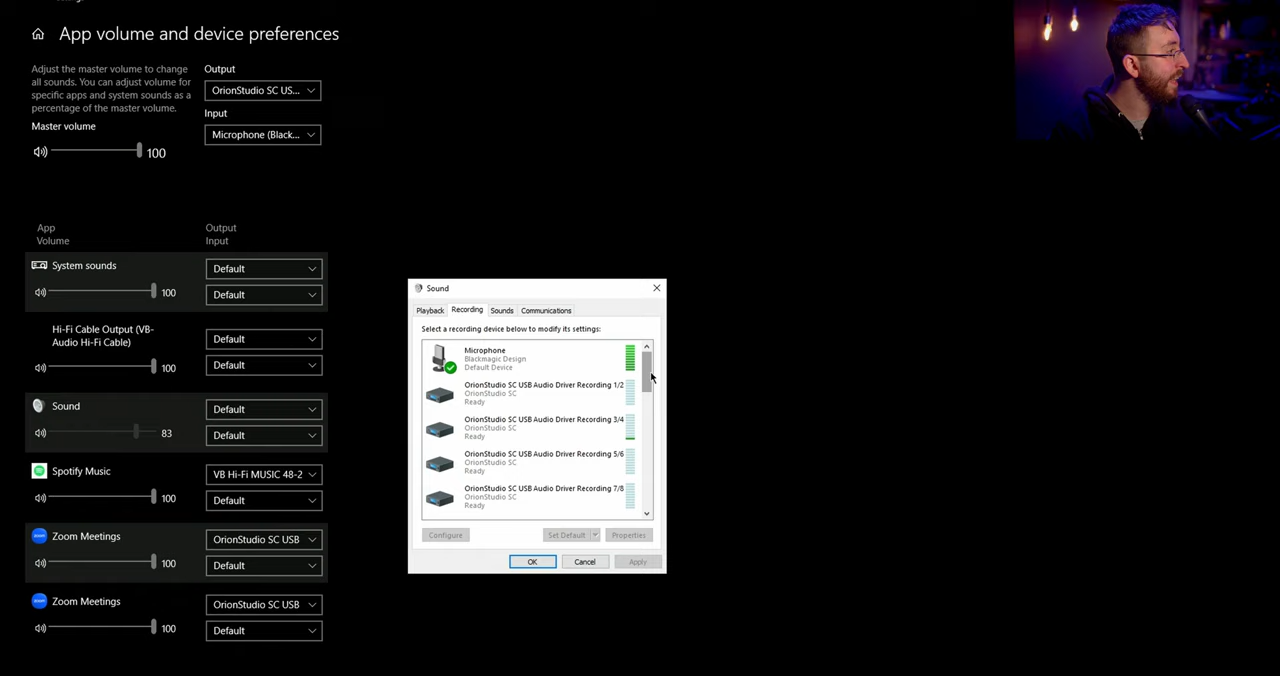 App volume and device preferences
Adjust the master volume to change
all sounds. You can adjust volume for
specific apps and system sounds as a
percentage of the master volume.
Master volume
100
Output
OrionStudio SC US...
Input
Microphone (Black...
App
Volume
Output
Input
System sounds
100
Default
Default
Hi-Fi Cable Output (VB-
Audio Hi-Fi Cable)
100
Default
Default
Sound
83
Default
Default
Spotify Music
100
VB Hi-Fi MUSIC 48-2
Default
Zoom Meetings
zoom
100
OrionStudio SC USB
Default
Zoom Meetings
zoom
100
OrionStudio SC USB
Default
Sound
Playback
Recording
Sounds
Communications
Select a recording device below to modify its settings:
Microphone
Blackmagic Design
Default Device
OrionStudio SC USB Audio Driver Recording 1/2
OrionStudio SC
Ready
OrionStudio SC USB Audio Driver Recording 3/4
OrionStudio SC
Ready
OrionStudio SC USB Audio Driver Recording 5/6
OrionStudio SC
Ready
OrionStudio SC USB Audio Driver Recording 7/8
OrionStudio SC
Ready
Configure
Set Default
Properties
OK
Cancel
Apply